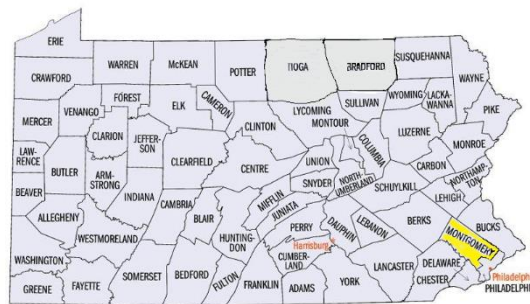 ERIE
WARREN
McKEAN
POTTER
TIOGA
BRADFORD
SUSQUEHANNA
WAYNE
CRAWFORD
FOREST
ELK
CAMERON
SULLIVAN
WYOMING
LACKA-
WANNA
PIKE
MERCER
VENANGO
CLARION
JEFFER-
SON
CLINTON
LYCOMING
MONTOUR
COLUMBIA
LUZERNE
MONROE
LAW-
RENCE
BUTLER
ARM-
STRONG
CLEARFIELD
CENTRE
UNION
SNYDER
NORTH-
UMBERLAND
SCHUYLKILL
CARBON
NORTHAMP-
TON
LEHIGH
BEAVER
ALLEGHENY
INDIANA
CAMBRIA
BLAIR
HUNTING-
DON
MIFFLIN
JUNIATA
PERRY
DAUPHIN
LEBANON
BERKS
BUCKS
MONTGOMERY
WESTMORELAND
Harrisburg
CUMBER-
LAND
WASHINGTON
GREENE
FAYETTE
SOMERSET
BEDFORD
FULTON
FRANKLIN
ADAMS
YORK
LANCASTER
CHESTER
DELAWARE
Philadelph
PHILADELPH